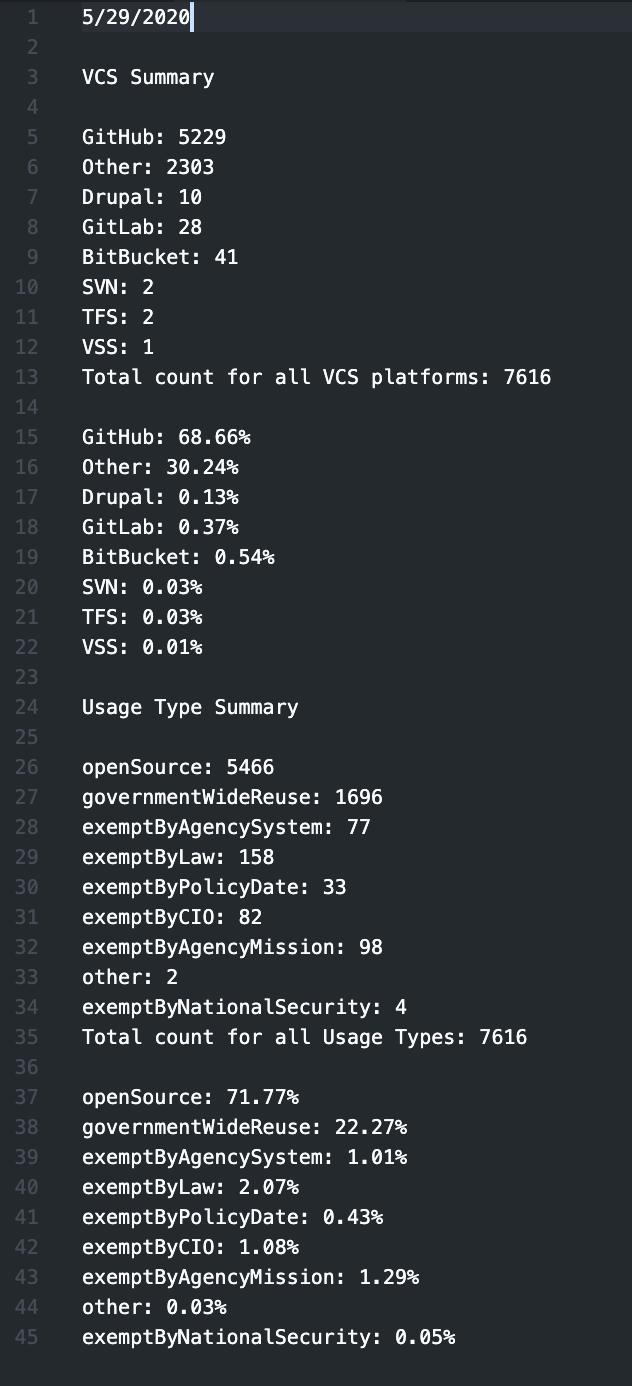 1 5/29/2020
2
3 VCS Summary
4
5 GitHub: 5229
6 Other: 2303
7 Drupal: 10
8 GitLab: 28
9 BitBucket: 41
10 SVN: 2
11 TFS: 2
12 VSS: 1
13 Total count for all VCS platforms: 7616
14
15 GitHub: 68.66%
16 Other: 30.24%
17 Drupal: 0.13%
18 GitLab: 0.37%
19 BitBucket: 0.54%
20 SVN: 0.03%
21 TFS: 0.03%
22 VSS: 0.01%
23
24 Usage Type Summary
25
26 openSource: 5466
27 governmentWideReuse: 1696
28 exemptByAgencySystem: 77
29 exemptByLaw: 158
30 exemptByPolicyDate: 33
31 exemptByCIO: 82
32 exemptByAgencyMission: 98
33 other: 2
34 exemptByNationalSecurity: 4
35 Total count for all Usage Types: 7616
36
37 openSource: 71.77%
38 governmentWideReuse: 22.27%
39 exemptByAgencySystem: 1.01%
40 exemptByLaw: 2.07%
41 exemptByPolicyDate: 0.43%
42 exemptByCIO: 1.08%
43 exemptByAgencyMission: 1.29%
44 other: 0.03%
45 exemptByNationalSecurity: 0.05%